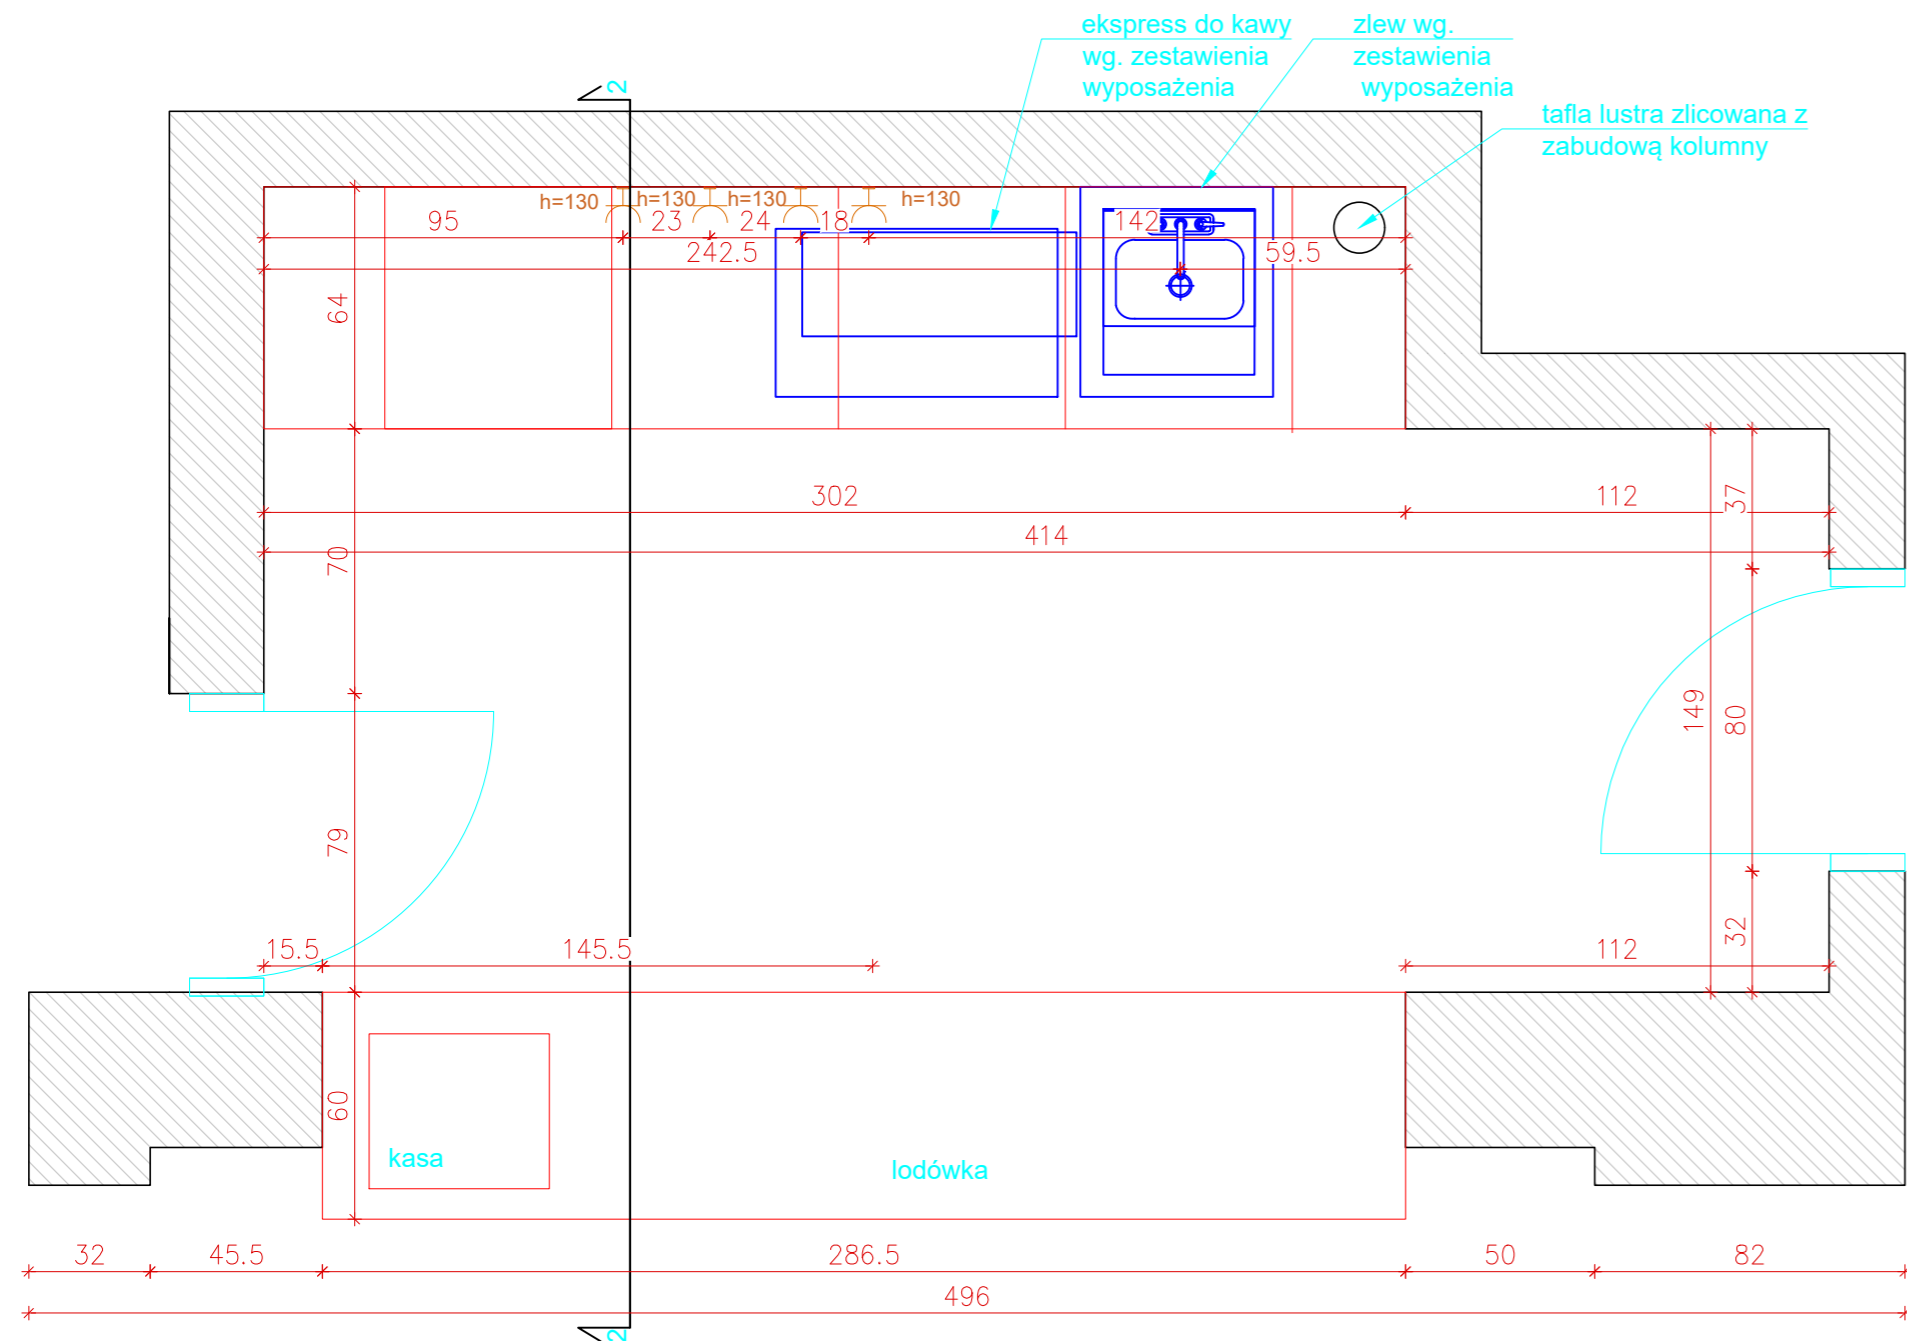 ekspress do kawy
wg. zestawienia
wyposażenia
zlew wg.
zestawienia
wyposażenia
tafla lustra zlicowana z
zabudową kolumny
2
h=130
h=130
h=130
h=130
95
23
24
18
142
242.5
59.5
64
302
112
37
414
70
149
80
79
15.5
145.5
112
32
60
kasa
lodówka
32
45.5
286.5
50
82
496
2